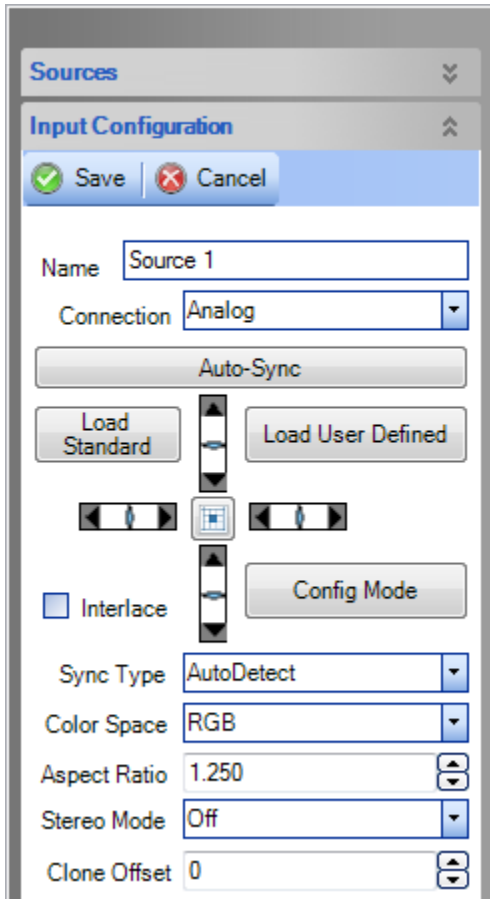 Sources
Input Configuration
Save Cancel
Name Source 1
Connection Analog
Auto-Sync
Load
Standard
Load User Defined
Interlace
Config Mode
Sync Type AutoDetect
Color Space RGB
Aspect Ratio 1.250
Stereo Mode Off
Clone Offset 0